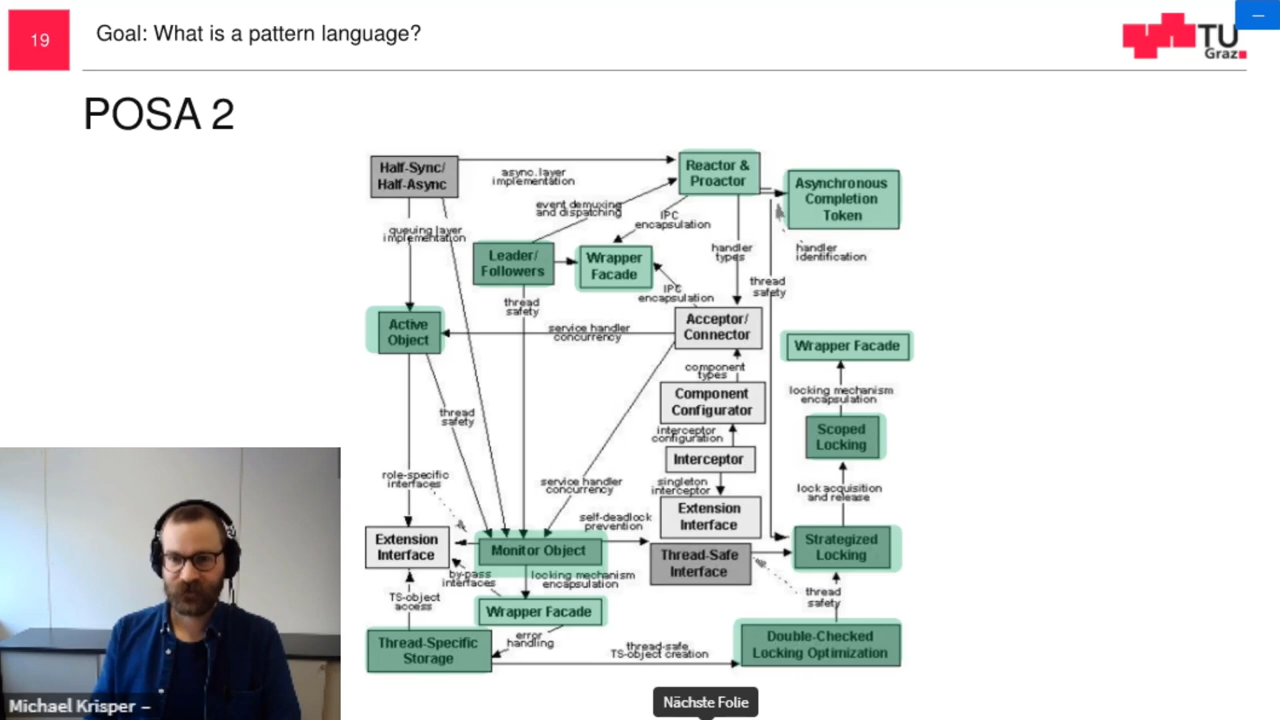 19
Goal: What is a pattern language?
TU
Graz
POSA 2
Half-Sync/
Half-Async
async.layer
implementation
Reactor &
Proactor
Asynchronous
Completion
Token
event demuxing
and dispatching
IPC
encapsulation
queuing layer
implementation
handler
types
handler
identification
Leader/
Followers
Wrapper
Facade
thread
safety
IPC
encapsulation
thread
safety
Active
Object
service handler
concurrency
Acceptor/
Connector
Wrapper Facade
component
types
locking mechanism
encapsulation
Component
Configurator
thread
safety
interceptor
configuration
Scoped
Locking
Interceptor
role-specific
interfaces
service handler
concurrency
singleton
interceptor
lock acquisition
and release
Extension
Interface
self-deadlock
prevention
Extension
Interface
Monitor Object
Thread-Safe
Interface
Strategized
Locking
by-pass
interfaces
locking mechanism
encapsulation
TS-object
access
thread
safety
Wrapper Facade
error
handling
Thread-Specific
Storage
thread-safe
TS-object creation
Double-Checked
Locking Optimization
Michael Krisper –
Nächste Folie